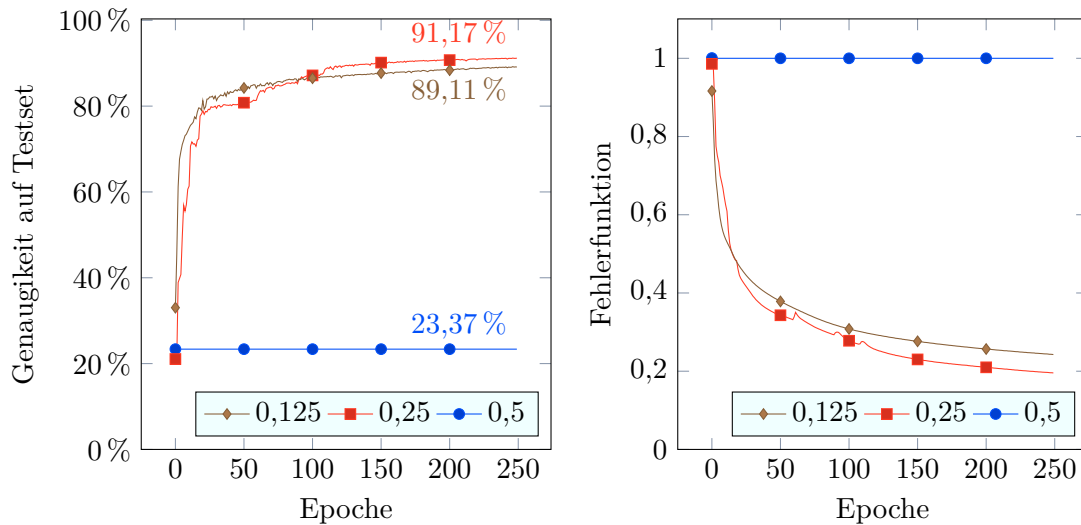 100 %
80 %
60 %
40 %
20 %
0 %
Genaugikeit auf Testset
91,17 %
89,11 %
23,37 %
0,125 0,25 0,5
0 50 100 150 200 250
Epoche
1
0,8
0,6
0,4
0,2
0
Fehlerfunktion
0,125 0,25 0,5
0 50 100 150 200 250
Epoche